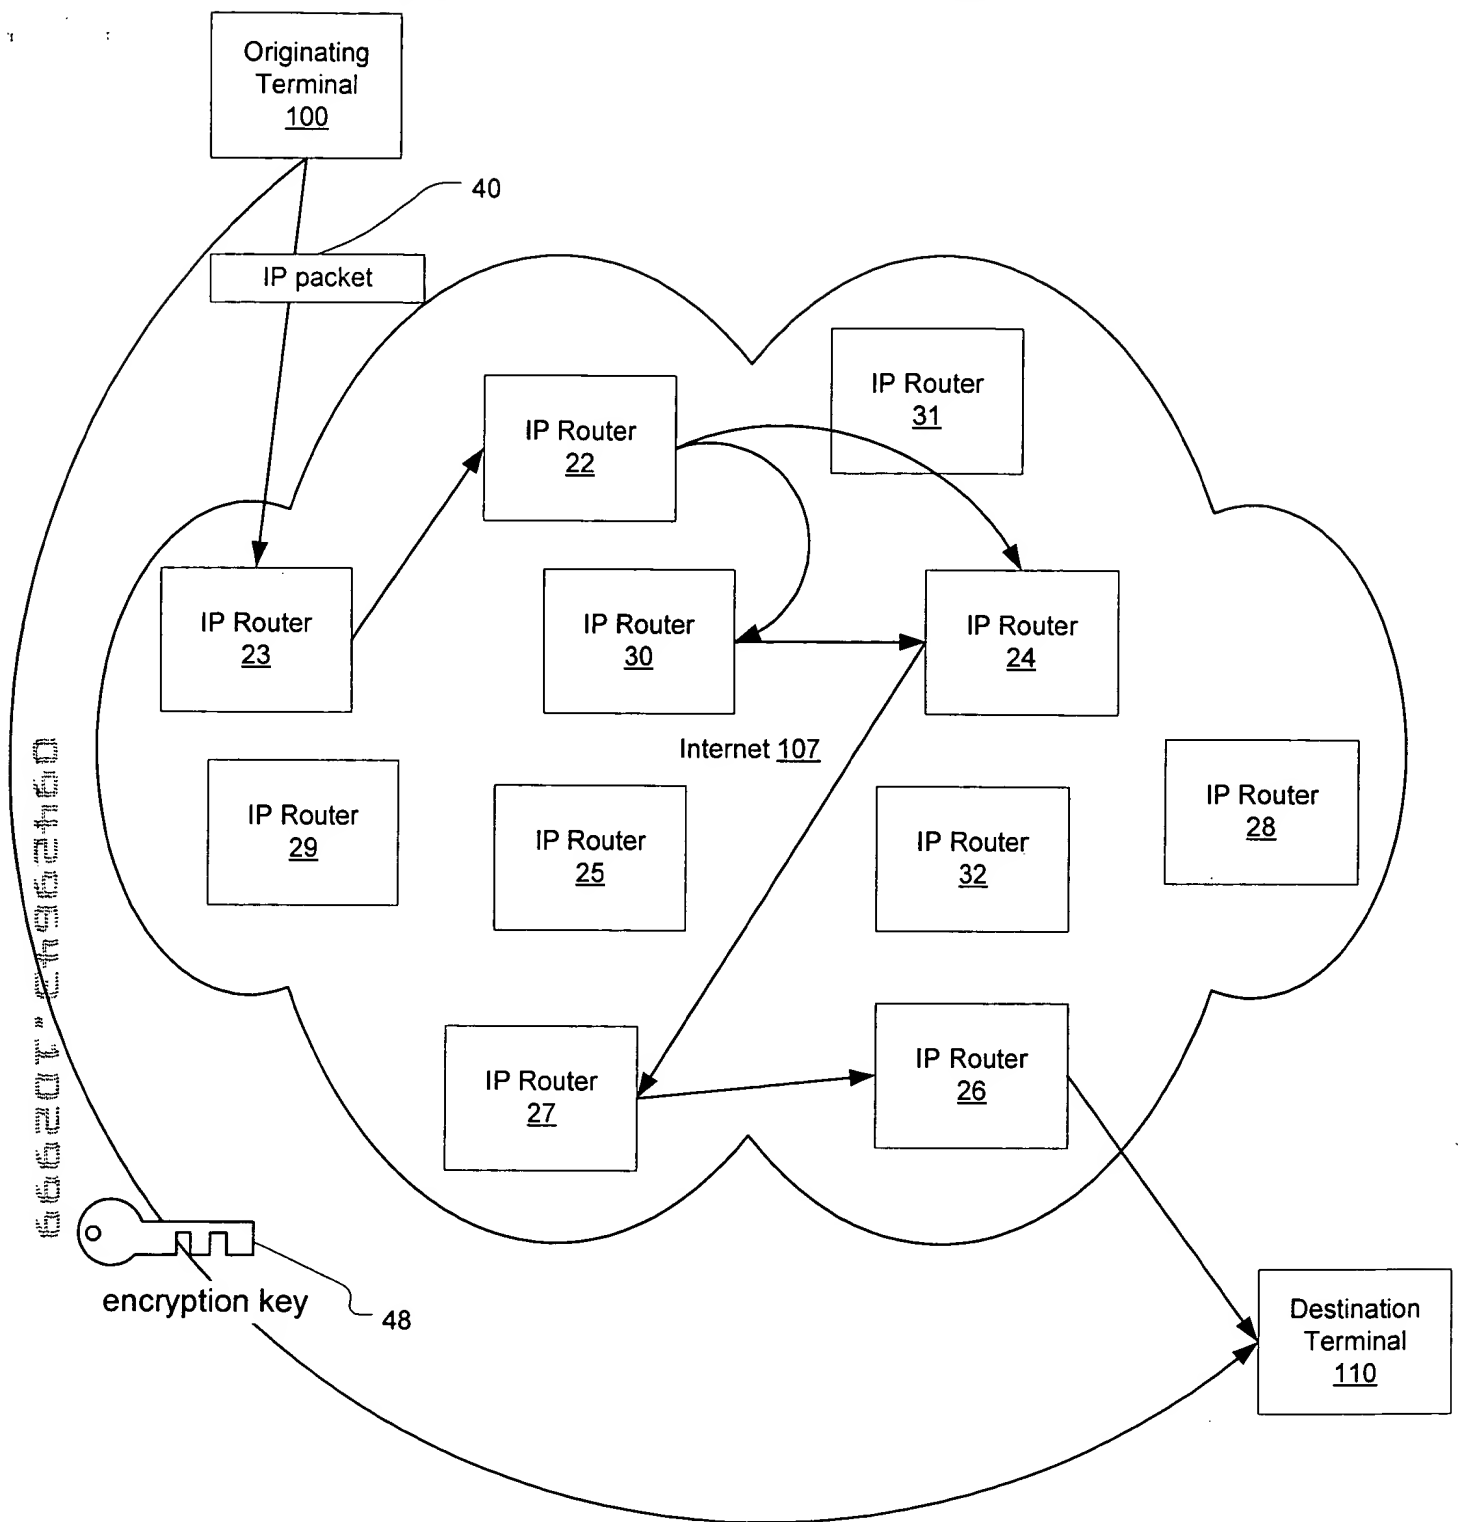 Originating
Terminal
100
40
IP packet
IP Router
31
IP Router
22
IP Router
23
IP Router
30
IP Router
24
Internet 107
IP Router
29
IP Router
25
IP Router
32
IP Router
28
IP Router
27
IP Router
26
encryption key
48
Destination
Terminal
110